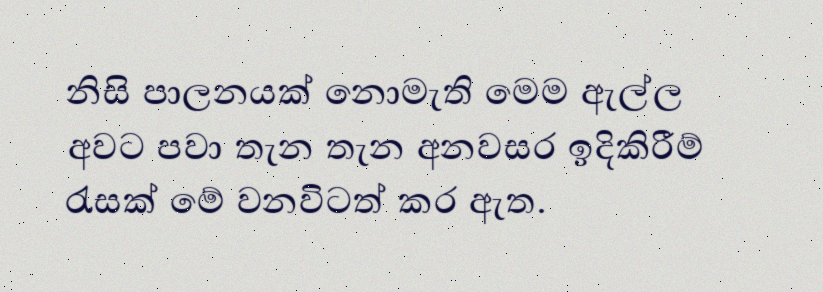 නිසි පාලනයක් නොමැති මෙම ඇල්ල
අවට පවා තැන තැන අනවසර ඉදිකිරීම්
රැසක් මේ වනවිටත් කර ඇත.